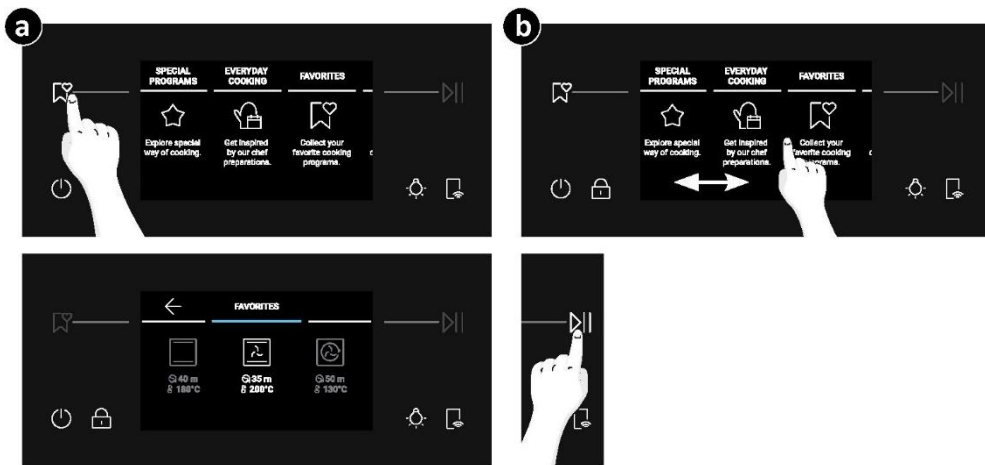 a
SPECIAL PROGRAMS
EVERYDAY COOKING
FAVORITES
Explore special way of cooking.
Get inspired by our chef preparations.
Collect your favorite cooking programs.
b
SPECIAL PROGRAMS
EVERYDAY COOKING
FAVORITES
Explore special way of cooking.
Get inspired by our chef preparations.
Collect your
favorite cooking
FAVORITES
40 m
180°C
35 m
200°C
50 m
130°C